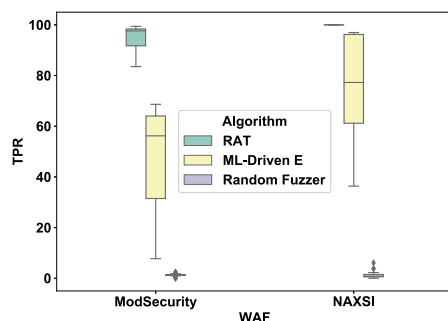 100
80
60
40
20
0
TPR
Algorithm
RAT
ML-Driven E
Random Fuzzer
ModSecurity
NAXSI
WAF